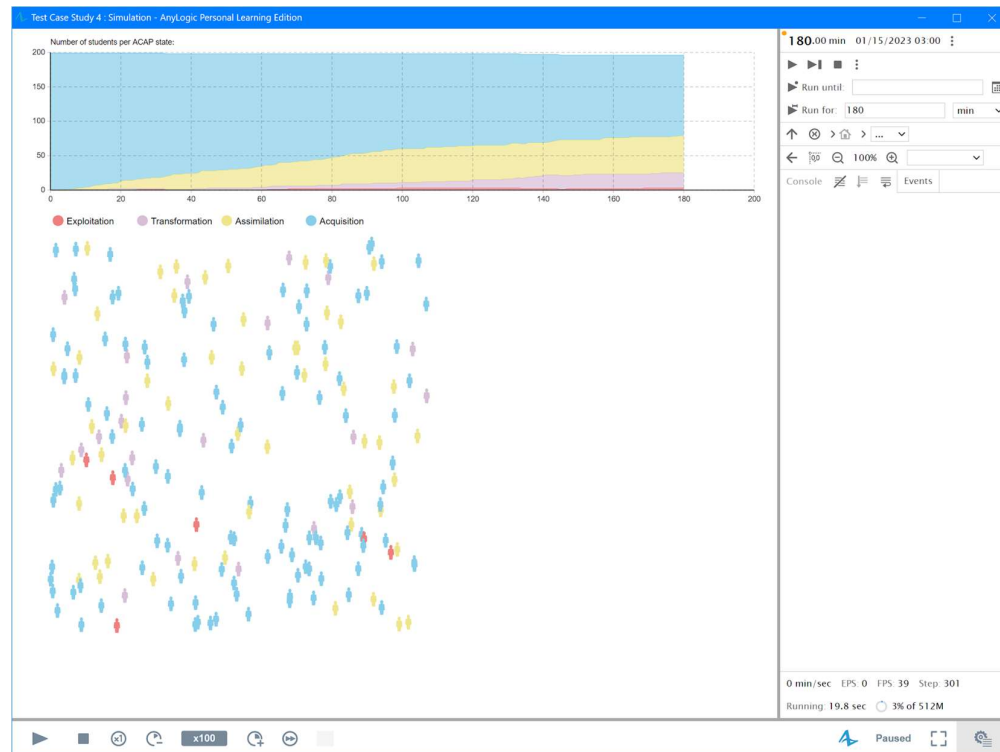 Test Case Study 4 : Simulation - AnyLogic Personal Learning Edition
Number of students per ACAP state:
200
150
100
50
0
0 20 40 60 80 100 120 140 160 180 200
Exploitation Transformation Assimilation Acquisition
180.00 min 01/15/2023 03:00
Run until:
Run for: 180 min
...
100%
Console Events
0 min/sec EPS: 0 FPS: 39 Step: 301
Running: 19.8 sec 3% of 512M
x1 x100 Paused